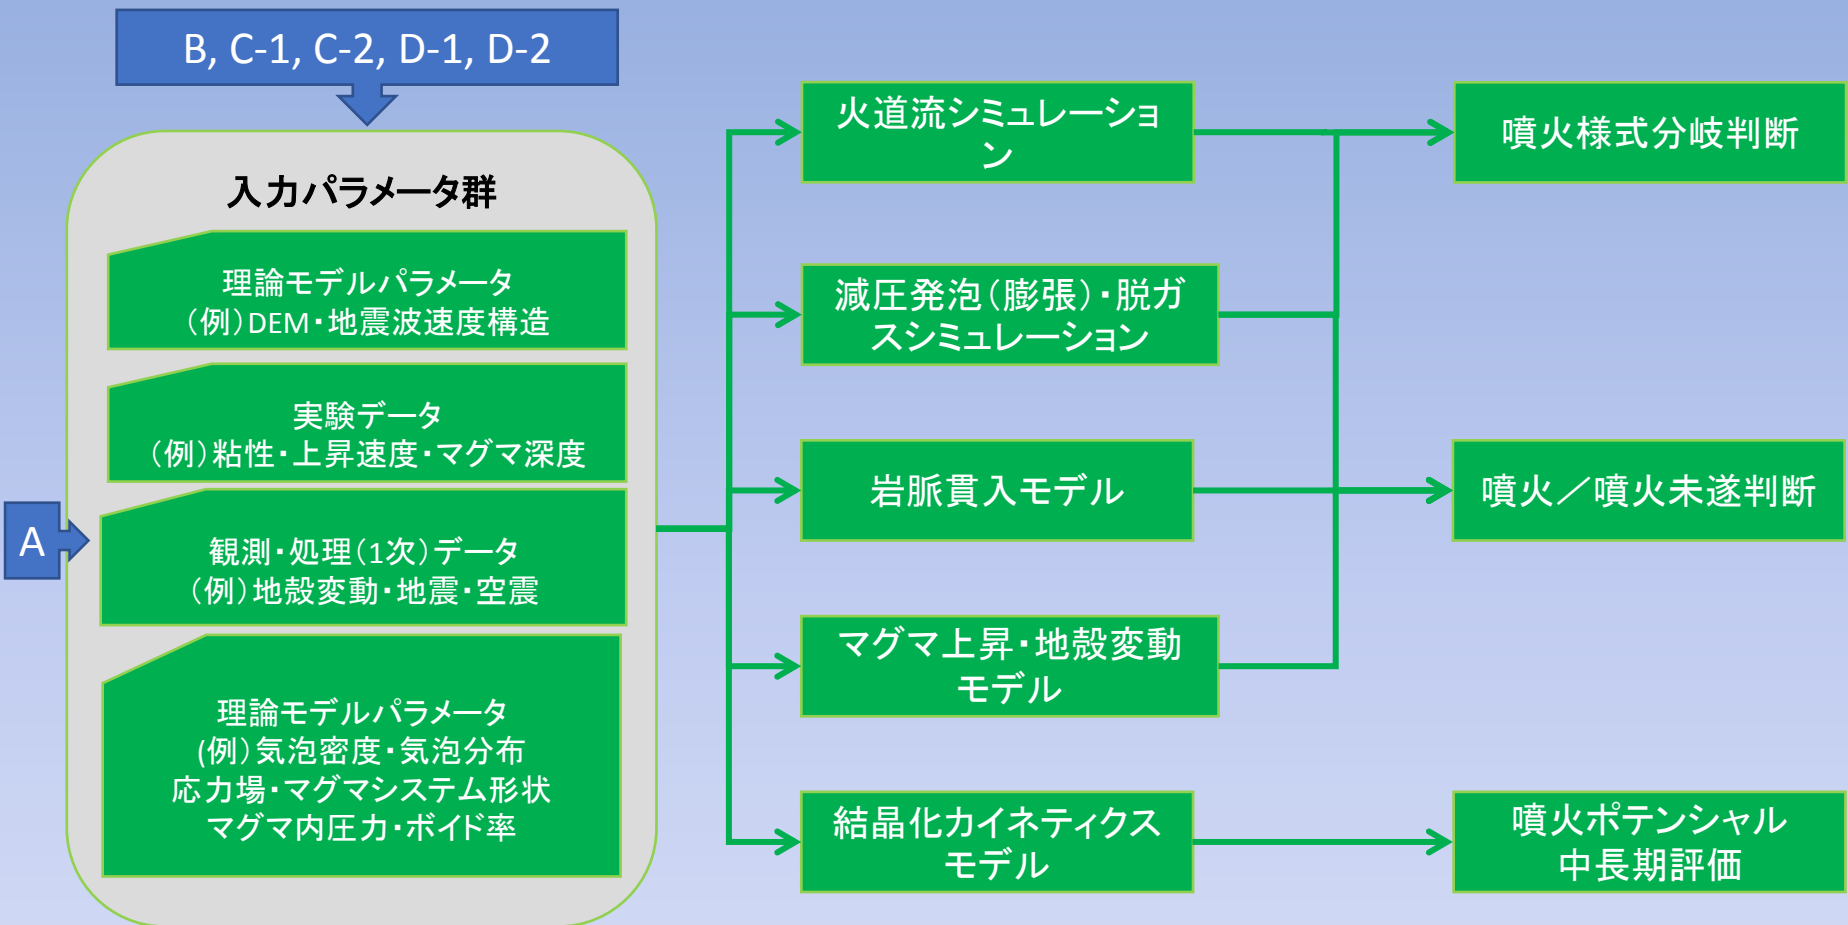 B, C-1, C-2, D-1, D-2
入力パラメータ群
理論モデルパラメータ
（例）DEM・地震波速度構造
実験データ
（例）粘性・上昇速度・マグマ深度
A
観測・処理（1次）データ
（例）地殻変動・地震・空震
理論モデルパラメータ
(例）気泡密度・気泡分布
応力場・マグマシステム形状
マグマ内圧力・ボイド率
火道流シミュレーショ
ン
減圧発泡（膨張）・脱ガ
スシミュレーション
岩脈貫入モデル
マグマ上昇・地殻変動
モデル
結晶化カイネティクス
モデル
噴火様式分岐判断
噴火／噴火未遂判断
噴火ポテンシャル
中長期評価